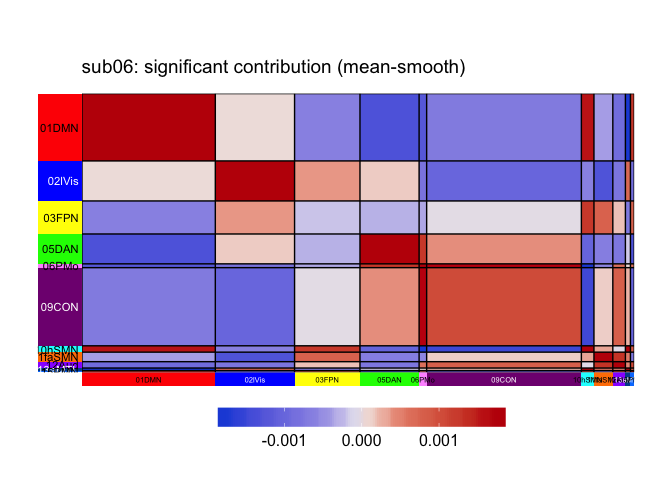 sub06: significant contribution (mean-smooth)
01DMN
02lVis
03FPN
05DAN
06PMo
09CON
01DMN
02lVis
03FPN
05DAN
06PMo
09CON
-0.001
0.000
0.001